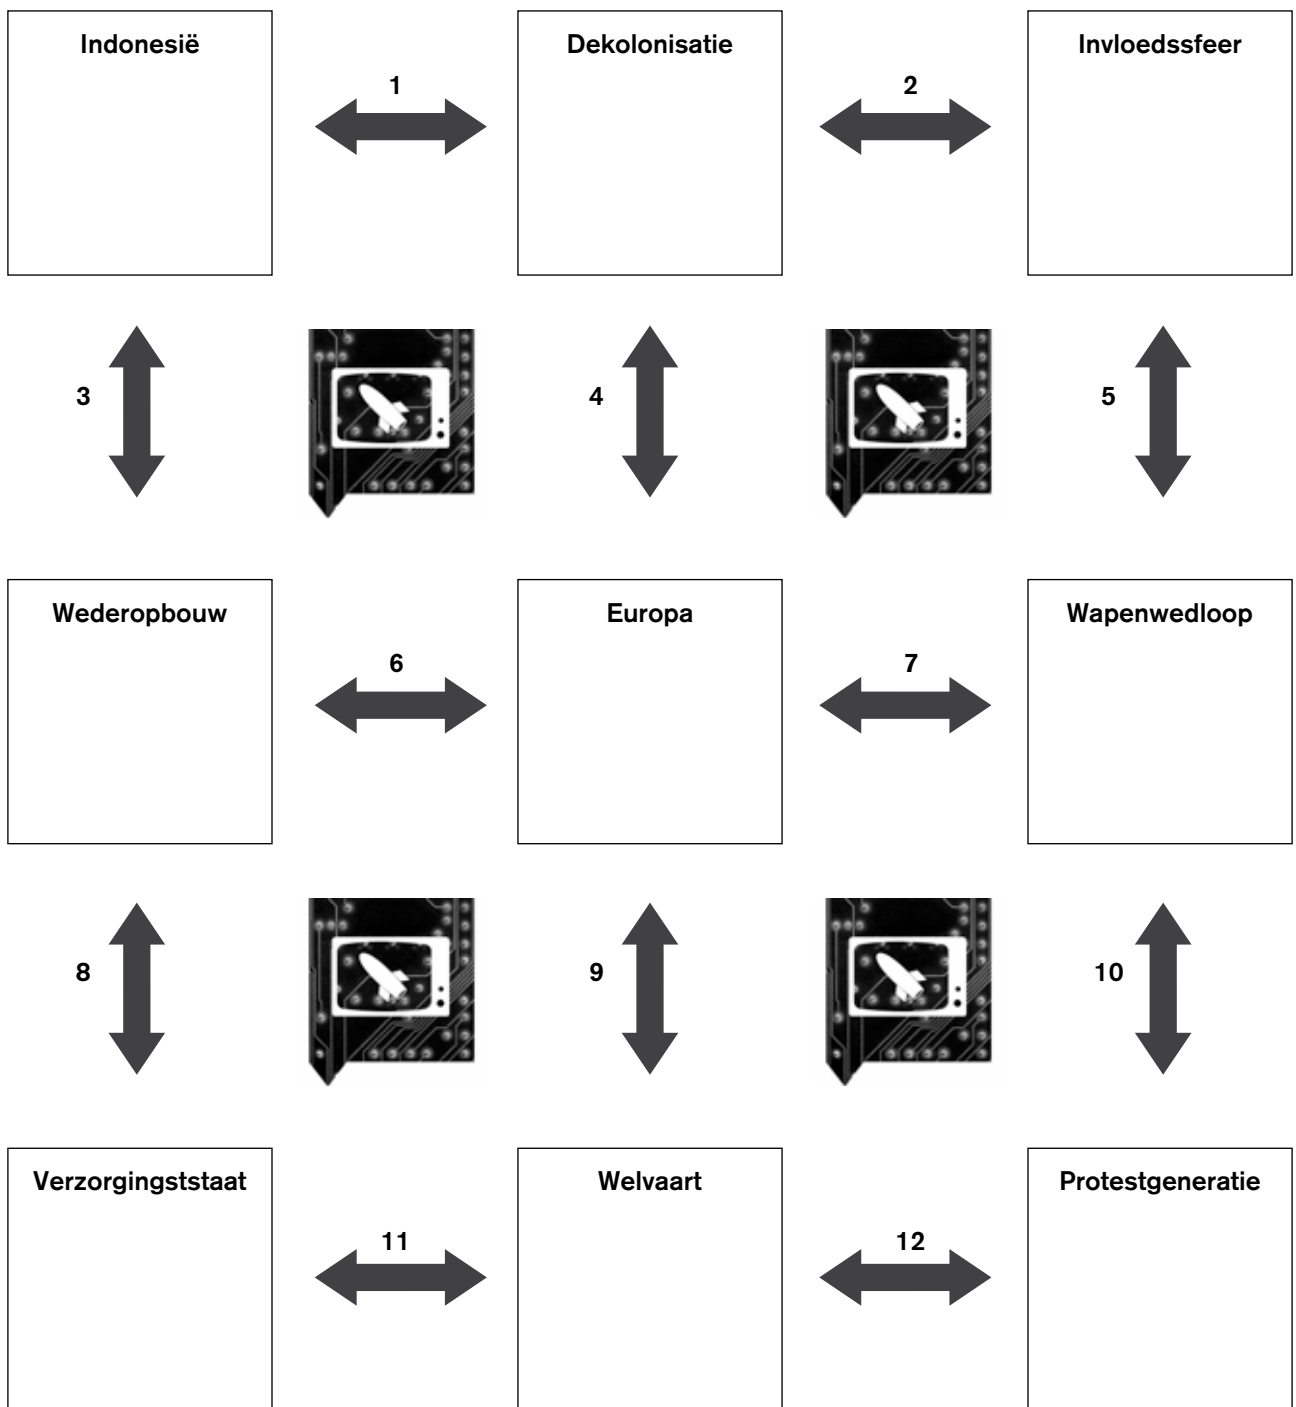 Indonesië
Dekolonisatie
Invloedssfeer
1
2
3
4
5
Wederopbouw
Europa
Wapenwedloop
6
7
8
9
10
Verzorgingststaat
Welvaart
Protestgeneratie
11
12